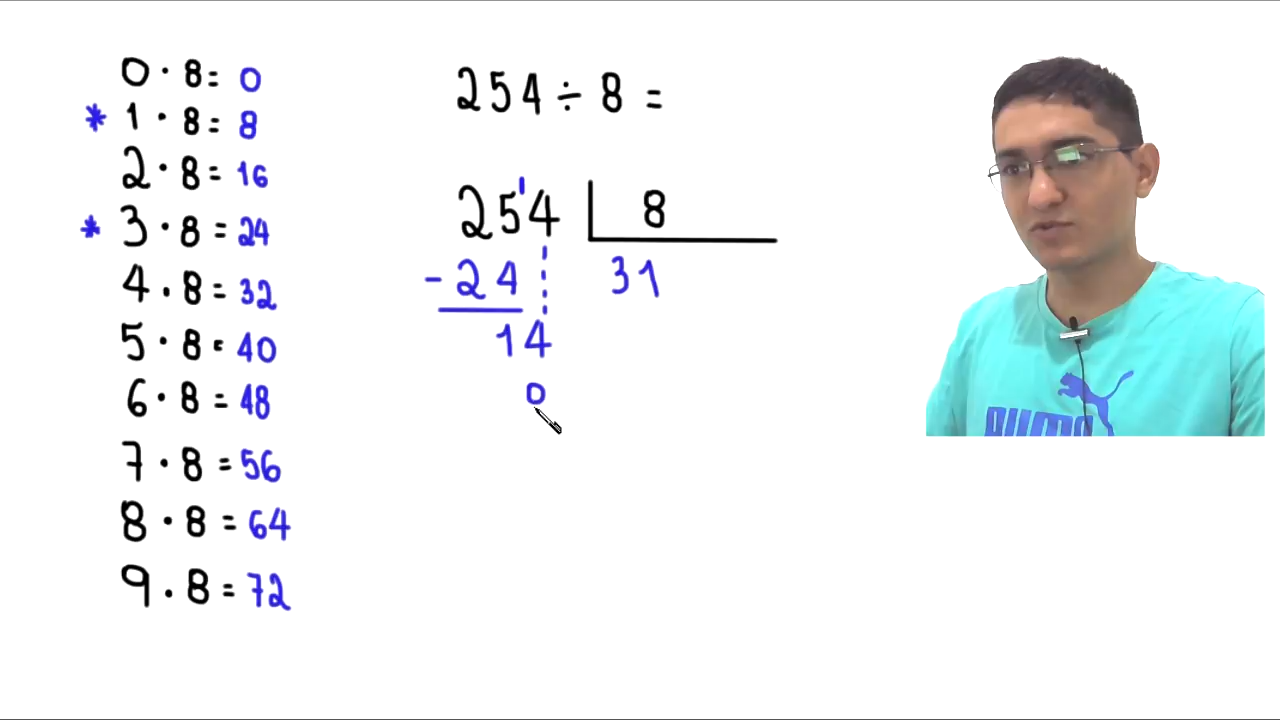 0 · 8 = 0
* 1 · 8 = 8
2 · 8 = 16
* 3 · 8 = 24
4 · 8 = 32
5 · 8 = 40
6 · 8 = 48
7 · 8 = 56
8 · 8 = 64
9 · 8 = 72
254 ÷ 8 =
25'4 8
- 24 31
14
0
PUMA